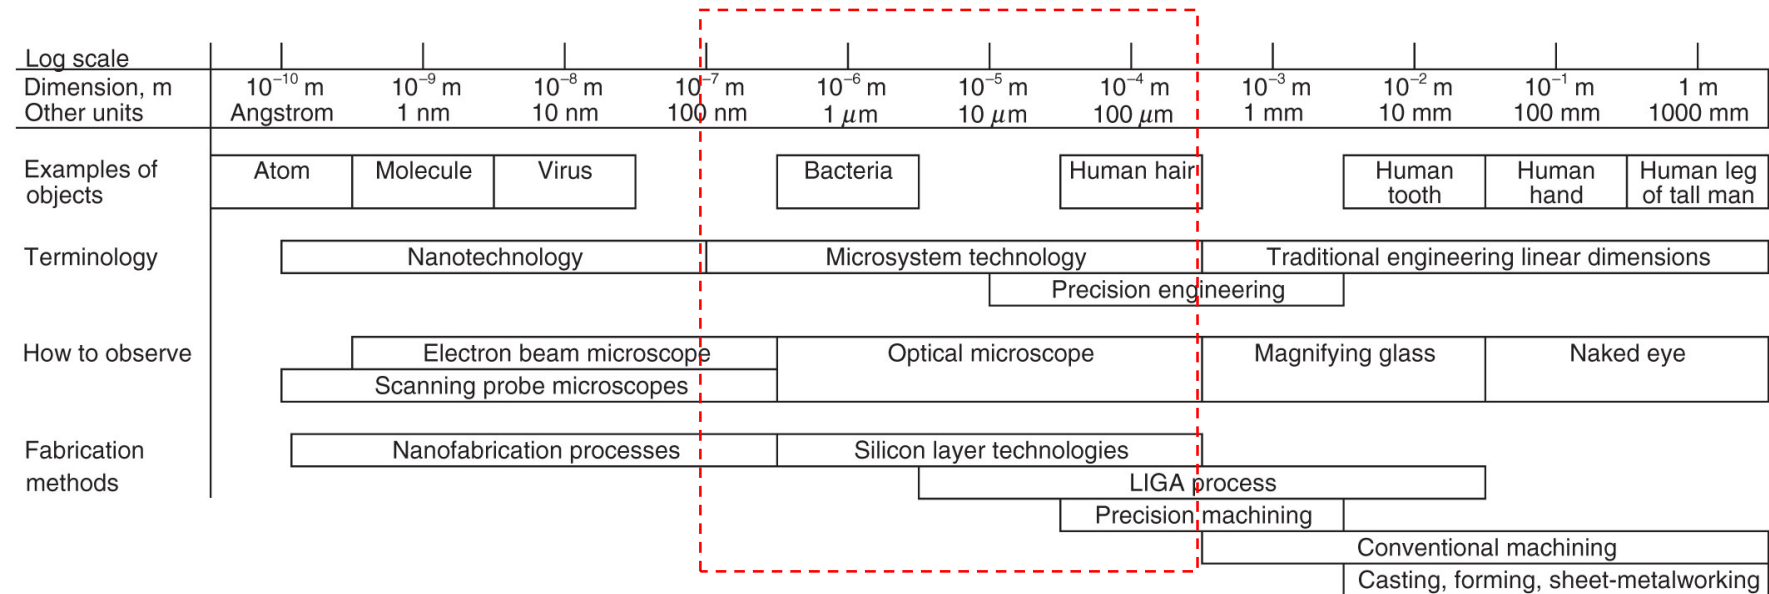 Log scale
Dimension, m 10⁻¹⁰ m 10⁻⁹ m 10⁻⁸ m 10⁻⁷ m 10⁻⁶ m 10⁻⁵ m 10⁻⁴ m 10⁻³ m 10⁻² m 10⁻¹ m 1 m
Other units Angstrom 1 nm 10 nm 100 nm 1 μm 10 μm 100 μm 1 mm 10 mm 100 mm 1000 mm
Examples of Atom Molecule Virus Bacteria Human hair Human Human Human leg
objects tooth hand of tall man
Terminology Nanotechnology Microsystem technology Traditional engineering linear dimensions
Precision engineering
How to observe Electron beam microscope Optical microscope Magnifying glass Naked eye
Scanning probe microscopes
Fabrication Nanofabrication processes Silicon layer technologies
methods LIGA process
Precision machining
Conventional machining
Casting, forming, sheet-metalworking